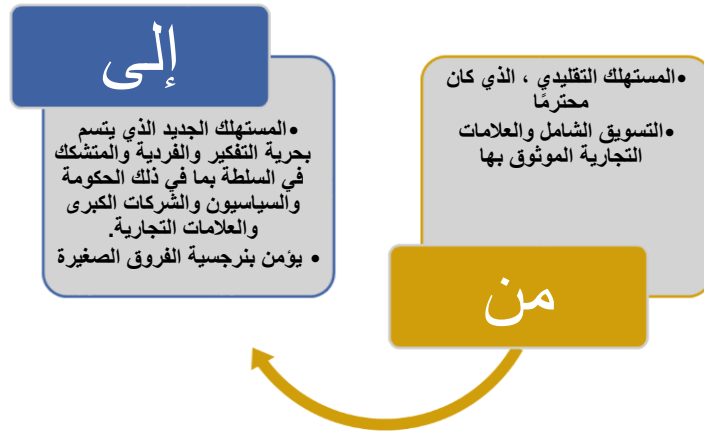 من
•المستهلك التقليدي ، الذي كان
محترمًا
•التسويق الشامل والعلامات
التجارية الموثوق بها
إلى
•المستهلك الجديد الذي يتسم
بحرية التفكير والفردية والمتشكك
في السلطة بما في ذلك الحكومة
والسياسيون والشركات الكبرى
والعلامات التجارية.
• يؤمن بنرجسية الفروق الصغيرة